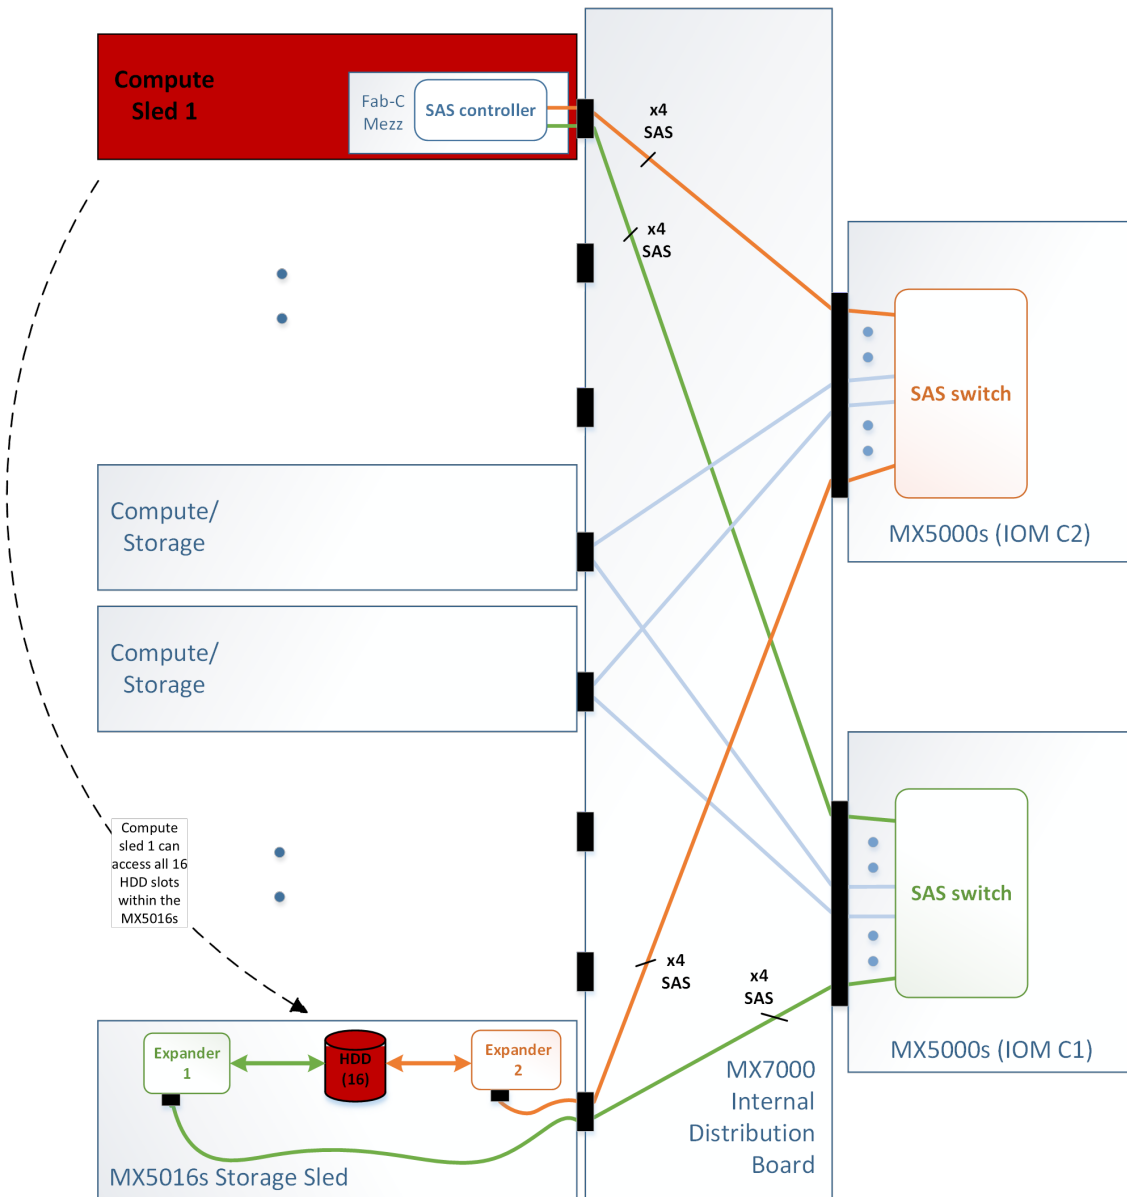 Compute
Sled 1
Fab-C
Mezz
SAS controller
x4
SAS
x4
SAS
SAS switch
MX5000s (IOM C2)
Compute/
Storage
Compute/
Storage
Compute
sled 1 can
access all 16
HDD slots
within the
MX5016s
SAS switch
MX5000s (IOM C1)
x4
SAS
x4
SAS
Expander
1
HDD
(16)
Expander
2
MX5016s Storage Sled
MX7000
Internal
Distribution
Board